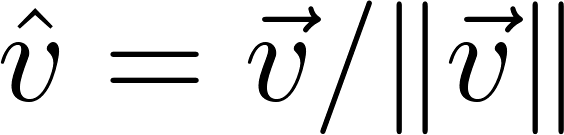 v̂ = v⃗/‖v⃗‖